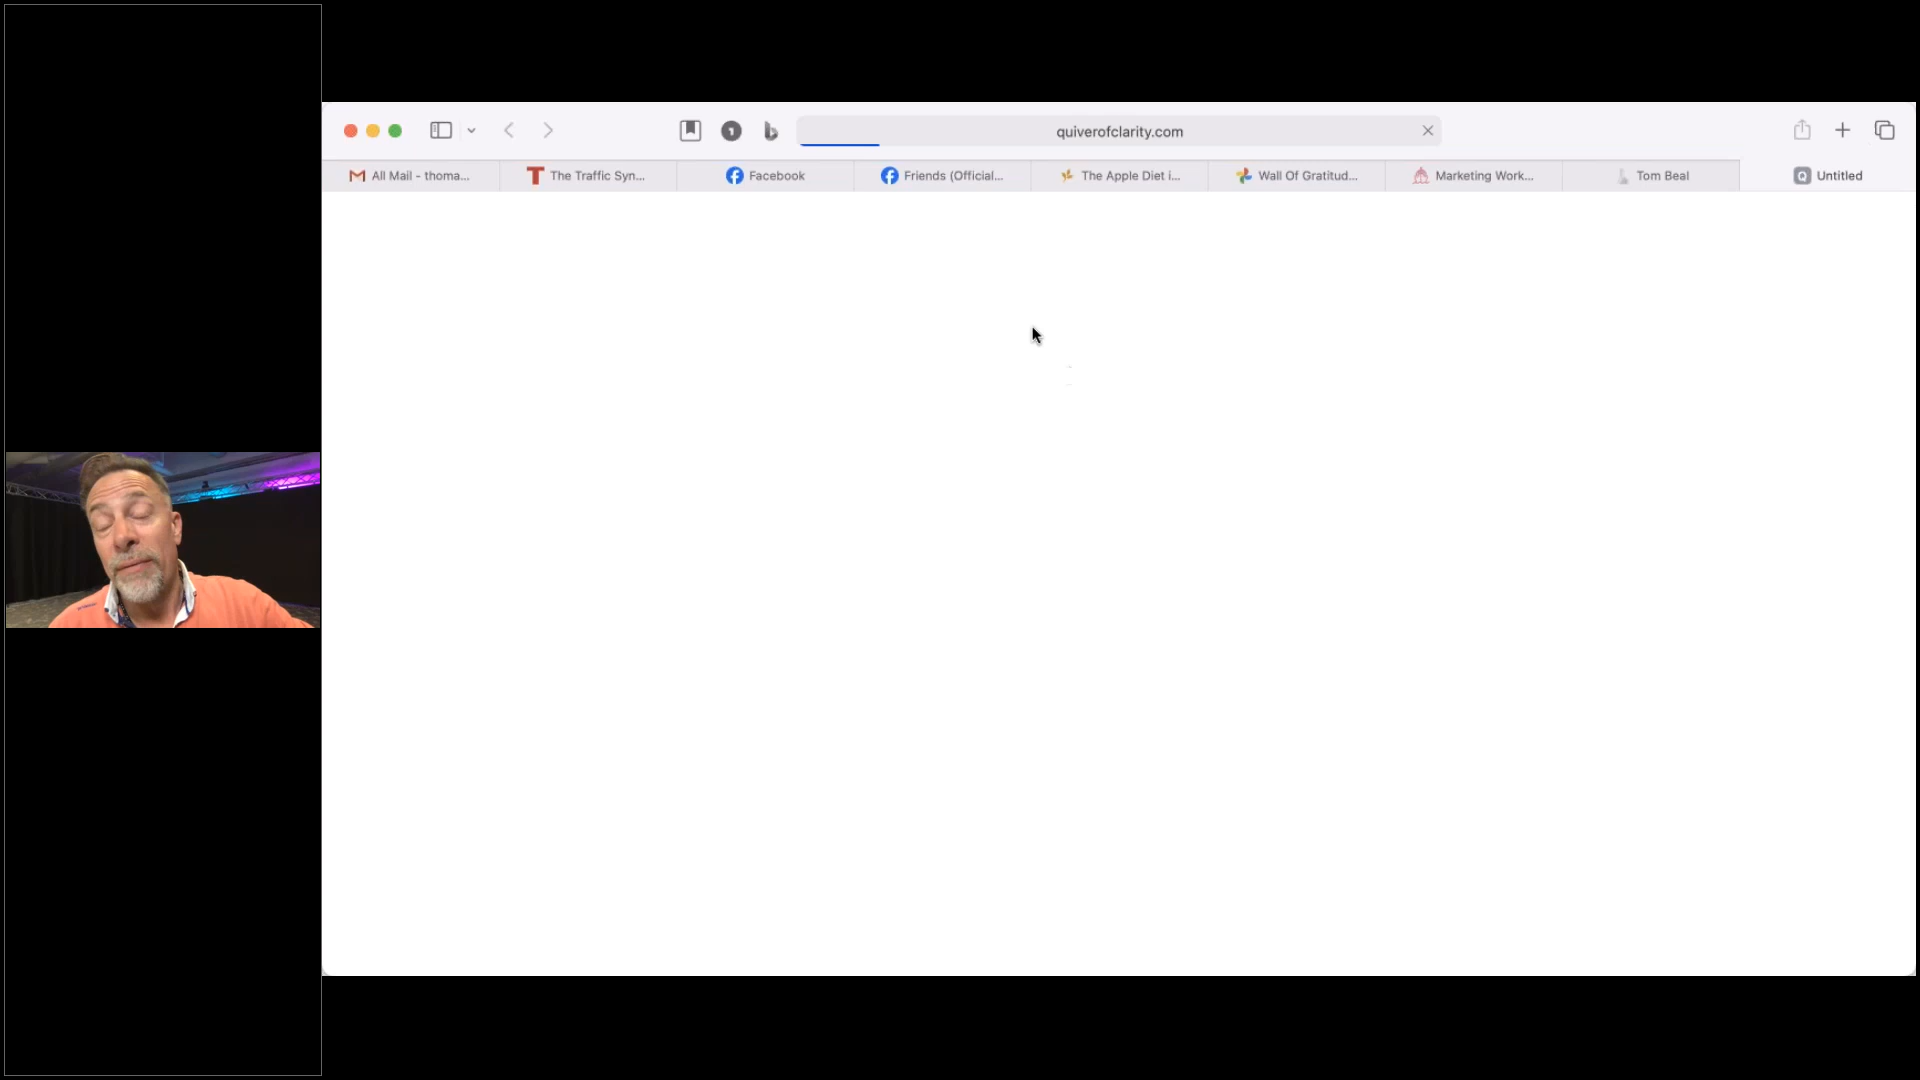 quiverofclarity.com
All Mail - thoma...
The Traffic Syn...
Facebook
Friends (Official...
The Apple Diet i...
Wall Of Gratitud...
Marketing Work...
Tom Beal
Untitled